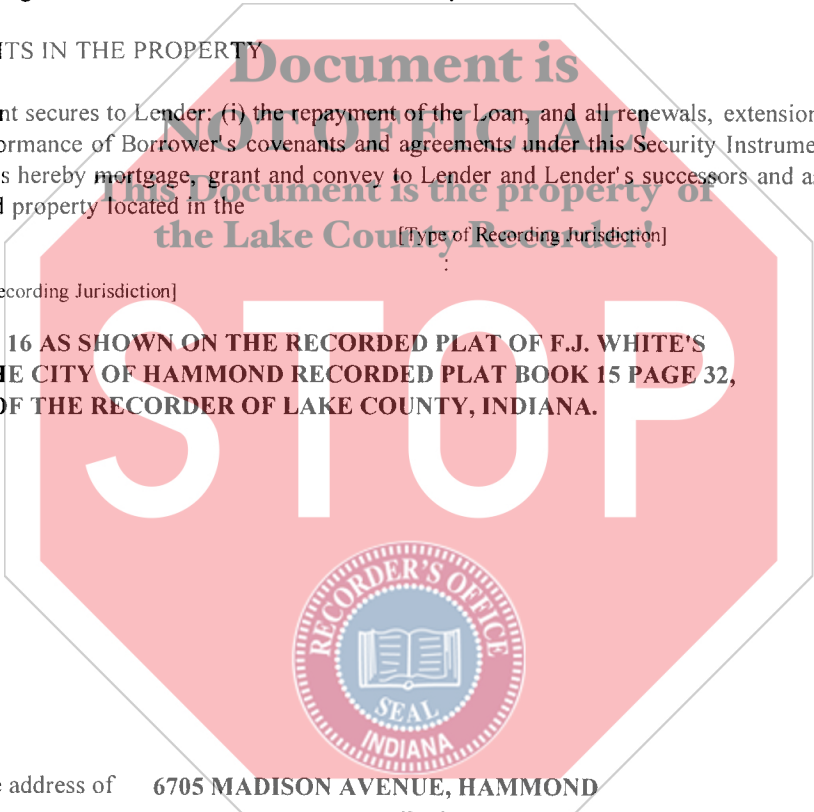 ITS IN THE PROPERTY
Document is
nt secures to Lender: (i) the repayment of the Loan, and all renewals, extension
NOT OFFICIAL
ormance of Borrower's covenants and agreements under this Security Instrume
s hereby mortgage, grant and convey to Lender and Lender's successors and as
This Document is the property of
d property located in the
the Lake County Recorder!
[Type of Recording Jurisdiction]
:
ecording Jurisdiction]
16 AS SHOWN ON THE RECORDED PLAT OF F.J. WHITE'S
HE CITY OF HAMMOND RECORDED PLAT BOOK 15 PAGE 32,
OF THE RECORDER OF LAKE COUNTY, INDIANA.
STOP
RECORDER'S OFFICE
SEAL
INDIANA
e address of 6705 MADISON AVENUE, HAMMOND